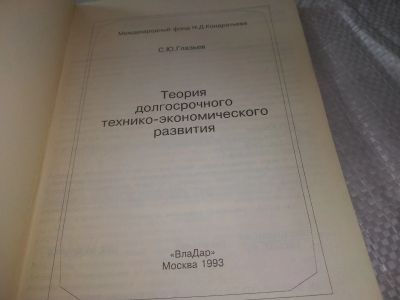 Международный фонд Н.Д.Кондратьева
С.Ю.Глазьев
Теория
долгосрочного
технико-экономического
развития
«ВлаДар»
Москва 1993